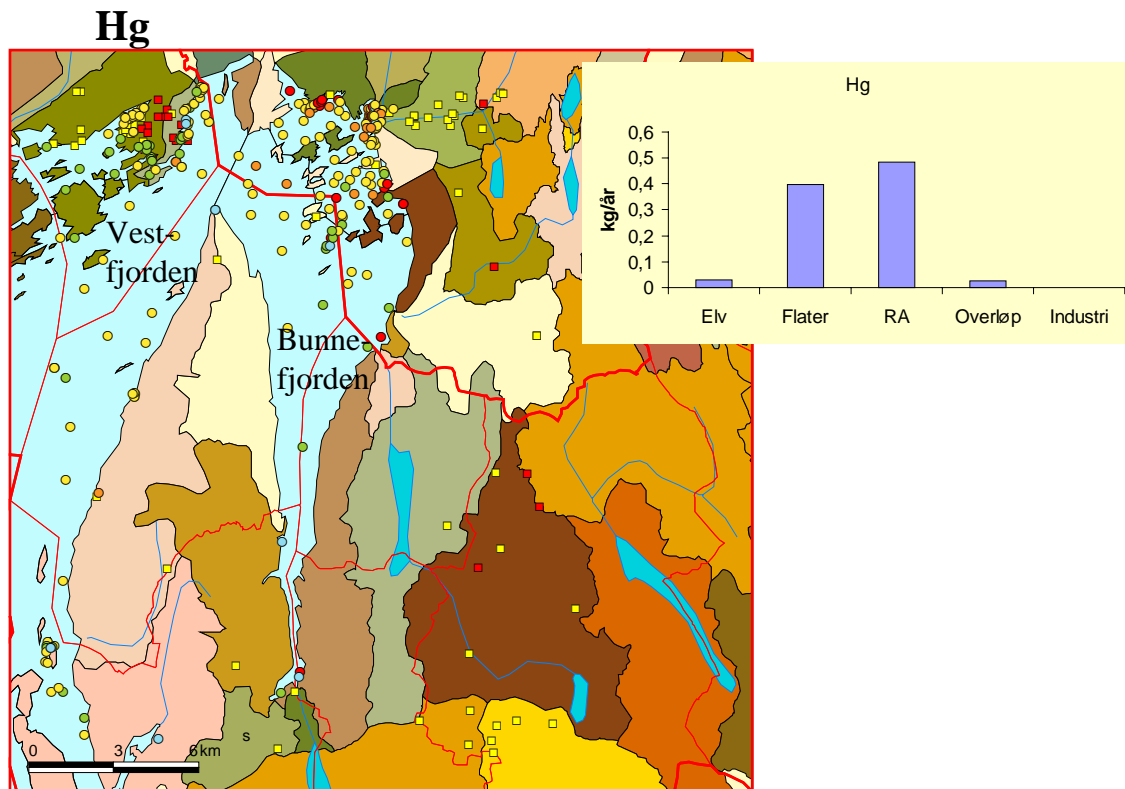 Hg
Hg
0,6
0,5
0,4
0,3
0,2
0,1
0
kg/år
Elv Flater RA Overløp Industri
Vest-
fjorden
Bunne-
fjorden
s
0 3 6 km